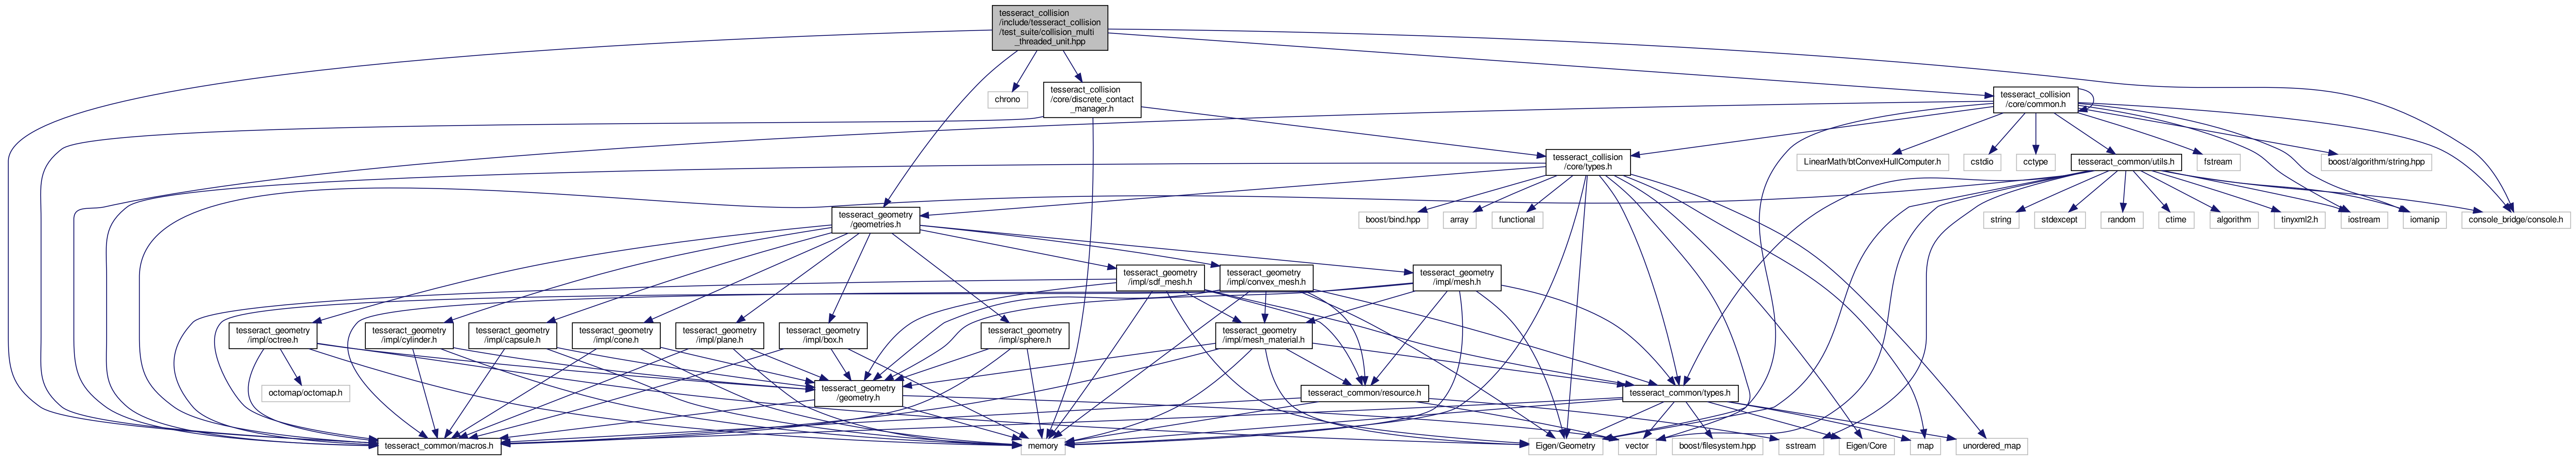 tesseract_collision
/include/tesseract_collision
/test_suite/collision_multi
_threaded_unit.hpp
chrono
tesseract_collision
/core/discrete_contact
_manager.h
tesseract_collision
/core/common.h
tesseract_collision
/core/types.h
LinearMath/btConvexHullComputer.h
cstdio
cctype
tesseract_common/utils.h
fstream
boost/algorithm/string.hpp
tesseract_geometry
/geometries.h
boost/bind.hpp
array
functional
string
stdexcept
random
ctime
algorithm
tinyxml2.h
iostream
iomanip
console_bridge/console.h
tesseract_geometry
/impl/sdf_mesh.h
tesseract_geometry
/impl/convex_mesh.h
tesseract_geometry
/impl/mesh.h
tesseract_geometry
/impl/octree.h
tesseract_geometry
/impl/cylinder.h
tesseract_geometry
/impl/capsule.h
tesseract_geometry
/impl/cone.h
tesseract_geometry
/impl/plane.h
tesseract_geometry
/impl/box.h
tesseract_geometry
/impl/sphere.h
tesseract_geometry
/impl/mesh_material.h
octomap/octomap.h
tesseract_geometry
/geometry.h
tesseract_common/resource.h
tesseract_common/types.h
tesseract_common/macros.h
memory
Eigen/Geometry
vector
boost/filesystem.hpp
sstream
Eigen/Core
map
unordered_map